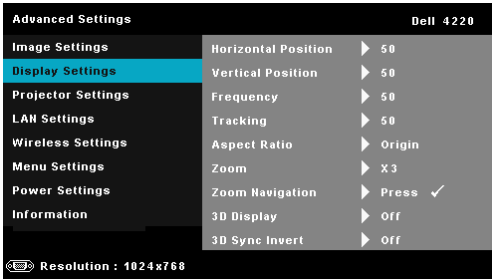 Advanced Settings Dell 4220
Image Settings
Display Settings
Projector Settings
LAN Settings
Wireless Settings
Menu Settings
Power Settings
Information
Horizontal Position 50
Vertical Position 50
Frequency 50
Tracking 50
Aspect Ratio Origin
Zoom X3
Zoom Navigation Press ✓
3D Display Off
3D Sync Invert Off
Resolution : 1024x768